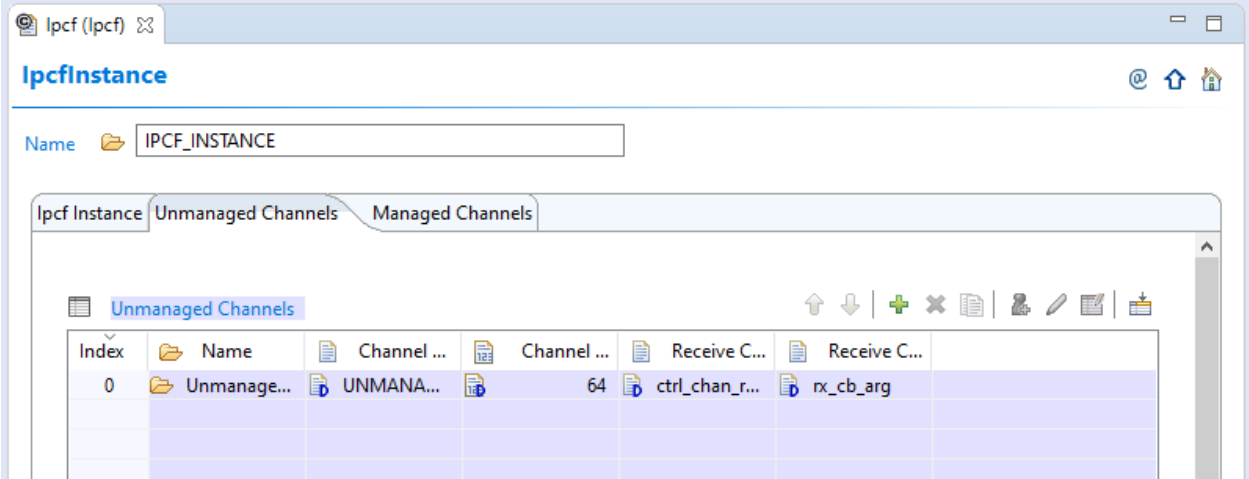 Ipcf (Ipcf)
IpcfInstance
Name IPCF_INSTANCE
Ipcf Instance Unmanaged Channels Managed Channels
Unmanaged Channels
Index Name Channel ... Channel ... Receive C... Receive C...
0 Unmanage... UNMANA... 64 ctrl_chan_r... rx_cb_arg